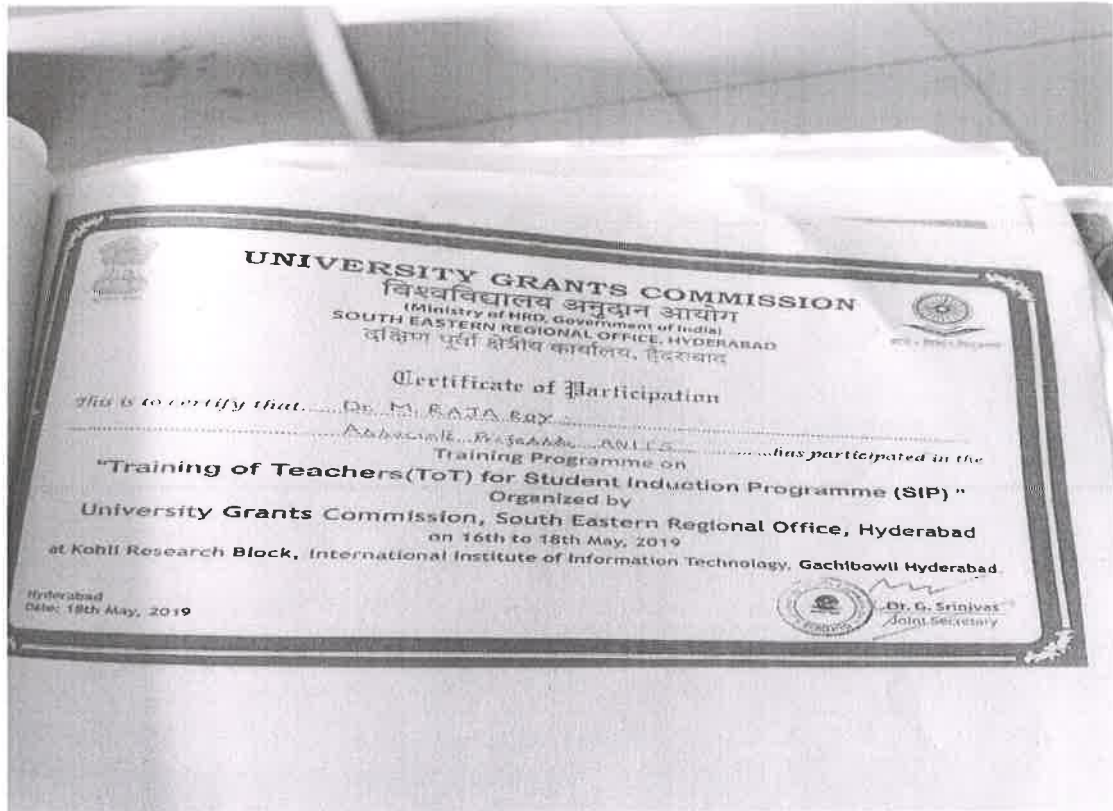 UNIVERSITY GRANTS COMMISSION
विश्वविद्यालय अनुदान आयोग
(Ministry of HRD, Government of India)
SOUTH EASTERN REGIONAL OFFICE, HYDERABAD
दक्षिण पूर्वी क्षेत्रीय कार्यालय, हैदराबाद
Certificate of Participation
This is to certify that Dr. M. RAJA ROY
has participated in the
Training Programme on
"Training of Teachers(ToT) for Student Induction Programme (SIP) "
Organized by
University Grants Commission, South Eastern Regional Office, Hyderabad
on 16th to 18th May, 2019
at Kohli Research Block, International Institute of Information Technology, Gachibowli Hyderabad.
Hyderabad
Date: 18th May, 2019
Dr. G. Srinivas
Joint Secretary